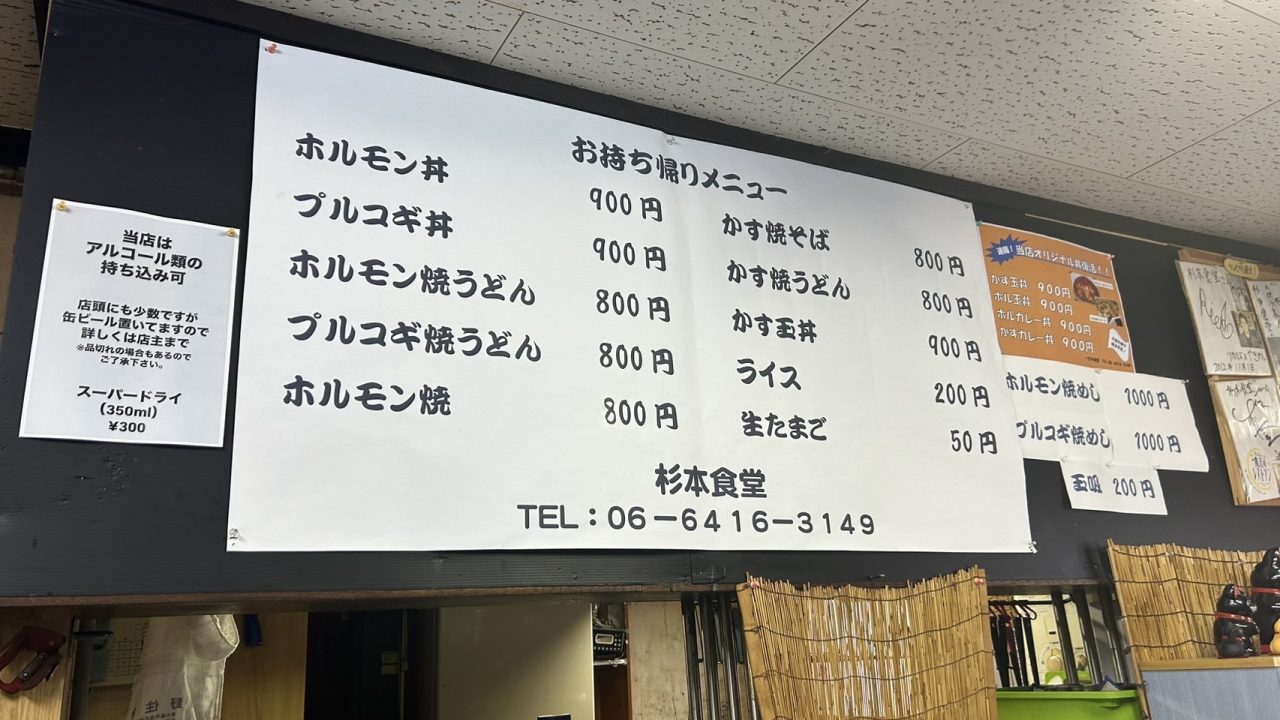 当店は
アルコール類の
持ち込み可
店頭にも少数ですが
缶ビール置いてますので
詳しくは店主まで
※品切れの場合もあるので
ご了承下さい。
スーパードライ
(350ml)
¥300
お持ち帰りメニュー
ホルモン丼 900円
プルコギ丼 900円
ホルモン焼うどん 800円
プルコギ焼うどん 800円
ホルモン焼 800円
かす焼そば 800円
かす焼うどん 800円
かす玉丼 900円
ライス 200円
生たまご 50円
杉本食堂
TEL:06-6416-3149
速報!当店オリジナル丼復活!!
かす玉丼 900円
ホル玉丼 900円
ホルカレー丼 900円
かすカレー丼 900円
ホルモン焼めし 1000円
プルコギ焼めし 1000円
玉吸 200円